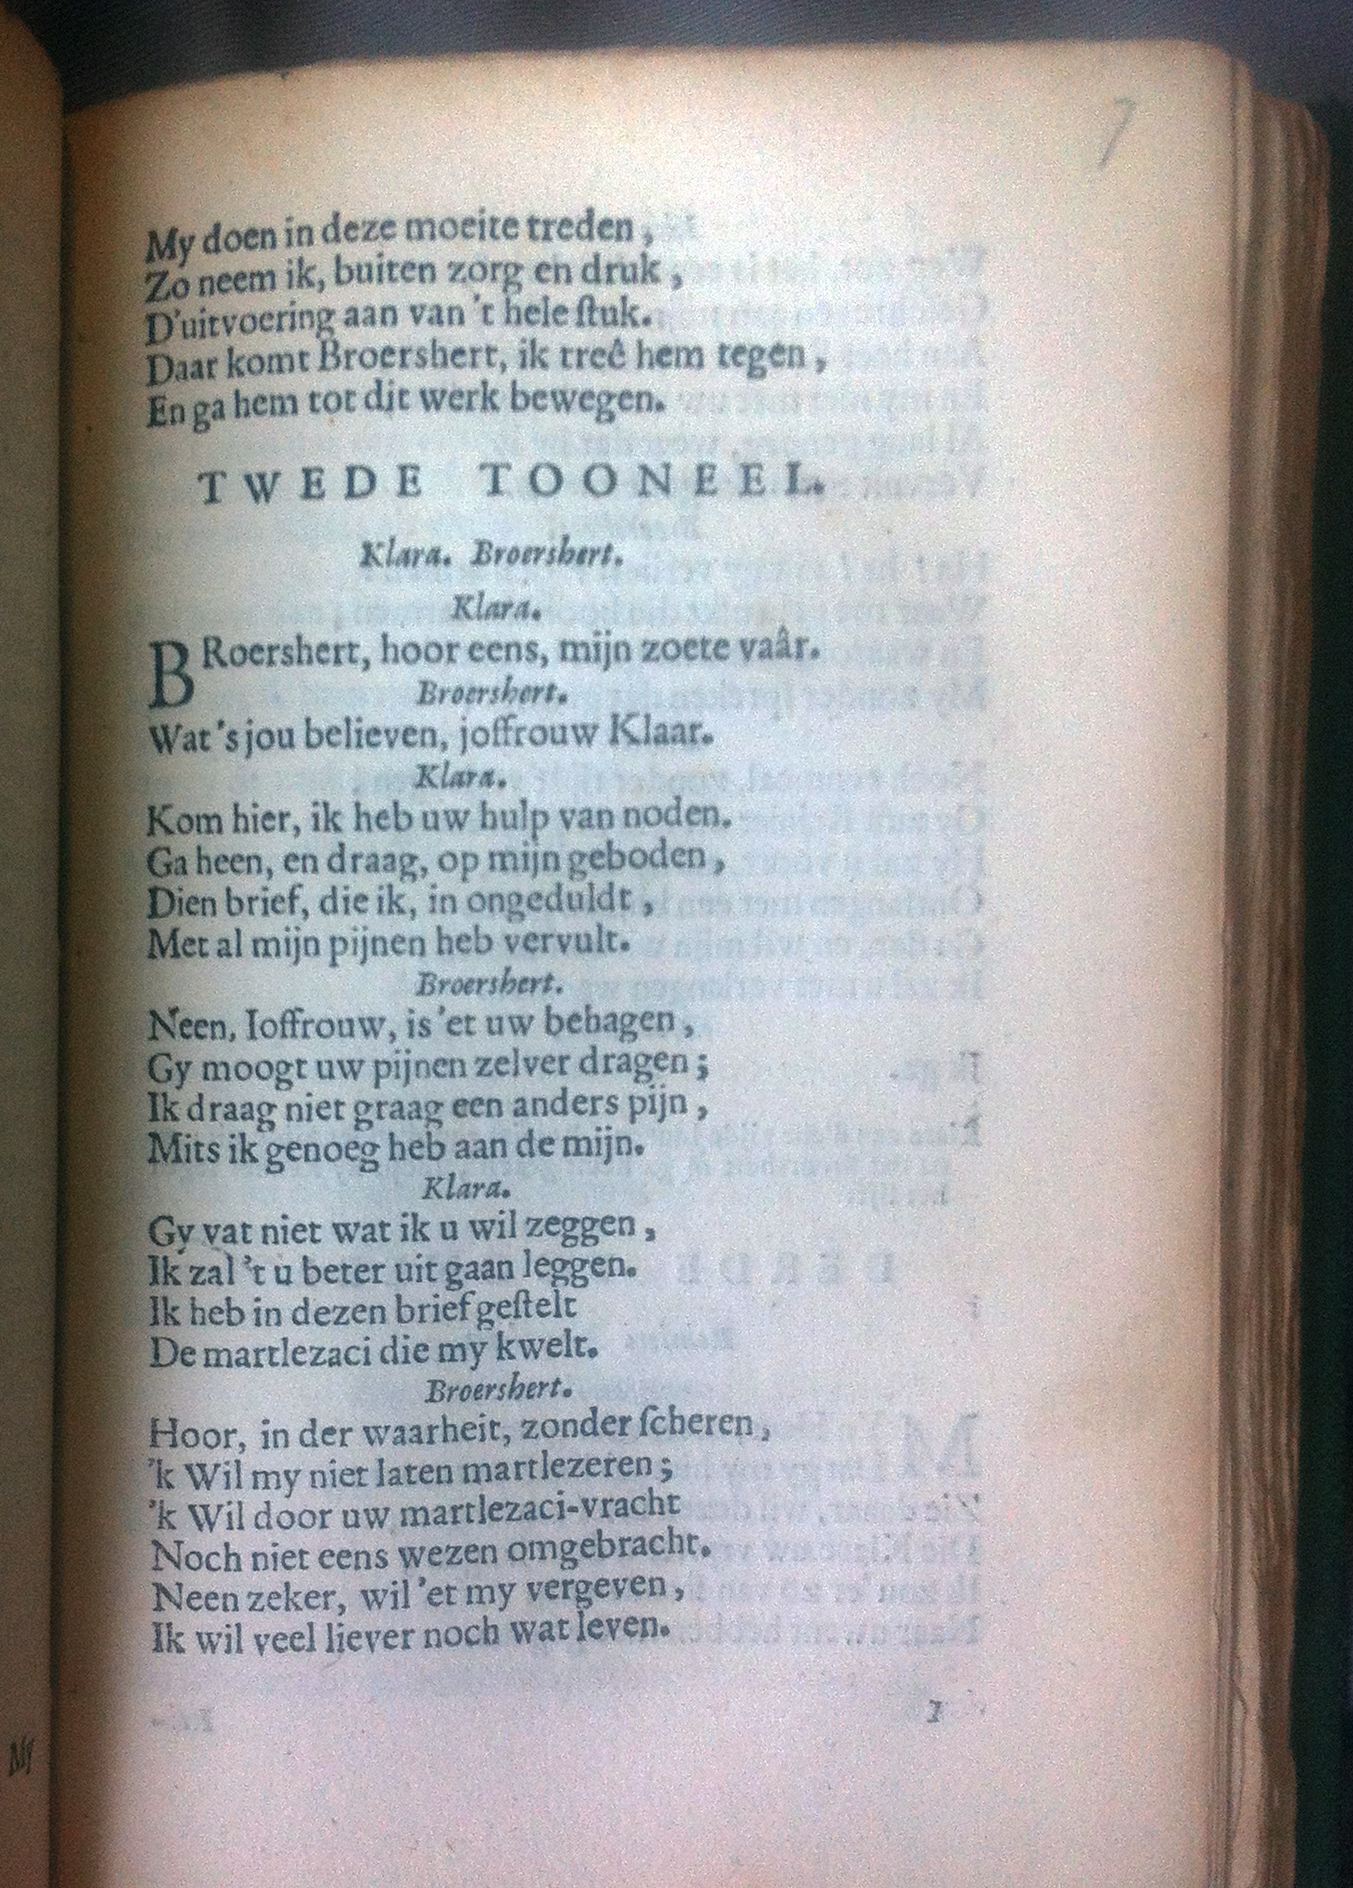 7
My doen in deze moeite treden,
Zo neem ik, buiten zorg en druk,
D'uitvoering aan van 't hele ſtuk.
Daar komt Broershert, ik treê hem tegen,
En ga hem tot dit werk bewegen.
TWEDE TOONEEL.
Klara. Broershert.
Klara.
BRoershert, hoor eens, mijn zoete vaâr.
Broershert.
Wat 's jou believen, joffrouw Klaar.
Klara.
Kom hier, ik heb uw hulp van noden.
Ga heen, en draag, op mijn geboden,
Dien brief, die ik, in ongeduldt,
Met al mijn pijnen heb vervult.
Broershert.
Neen, Ioffrouw, is 'et uw behagen,
Gy moogt uw pijnen zelver dragen;
Ik draag niet graag een anders pijn,
Mits ik genoeg heb aan de mijn.
Klara.
Gy vat niet wat ik u wil zeggen,
Ik zal 't u beter uit gaan leggen.
Ik heb in dezen brief geſtelt
De martlezaci die my kwelt.
Broershert.
Hoor, in der waarheit, zonder ſcheren,
'k Wil my niet laten martlezeren;
'k Wil door uw martlezaci-vracht
Noch niet eens wezen omgebracht.
Neen zeker, wil 'et my vergeven,
Ik wil veel liever noch wat leven.
My